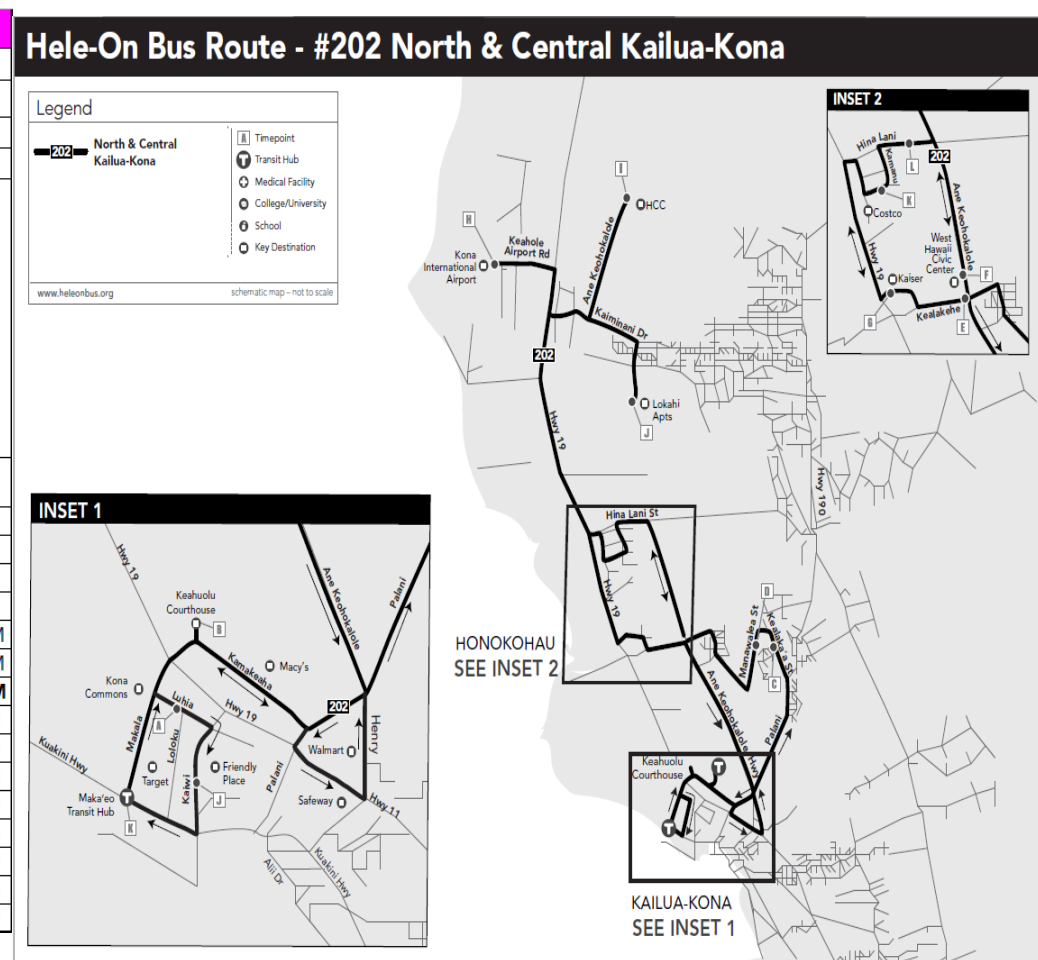 Hele-On Bus Route - #202 North & Central Kailua-Kona
Legend
202
North & Central
Kailua-Kona
A Timepoint
T Transit Hub
Medical Facility
College/University
School
Key Destination
www.heleonbus.org
schematic map – not to scale
INSET 2
Hina Lani
Kamanu
202
L
K
Costco
Ane Keohokalole
West
Hawaii
Civic
Center
F
Hwy 19
Kaiser
G
Kealakehe
E
I
HCC
H
Keahole
Airport Rd
Kona
International
Airport
Ane Keohokalole
Kaiminani Dr
202
Lokahi
Apts
J
Hwy 19
Hwy 190
Hina Lani St
Hwy 19
HONOKOHAU
SEE INSET 2
D
Manawalea St
Kealaka'a St
C
Ane Keohokalole Hwy
Palani
Keahuolu
Courthouse
T
T
KAILUA-KONA
SEE INSET 1
INSET 1
Hwy 19
Ane Keohokalole
Palani
Keahuolu
Courthouse
B
Kamakeaha
Macy's
Kona
Commons
Luhia
Hwy 19
202
Henry
A
Makala
Loloku
Walmart
Kuakini Hwy
Target
Kaiwi
Friendly
Place
Palani
Safeway
Hwy 11
Maka'eo
Transit Hub
T
J
K
Alii Dr
Kuakini Hwy
M